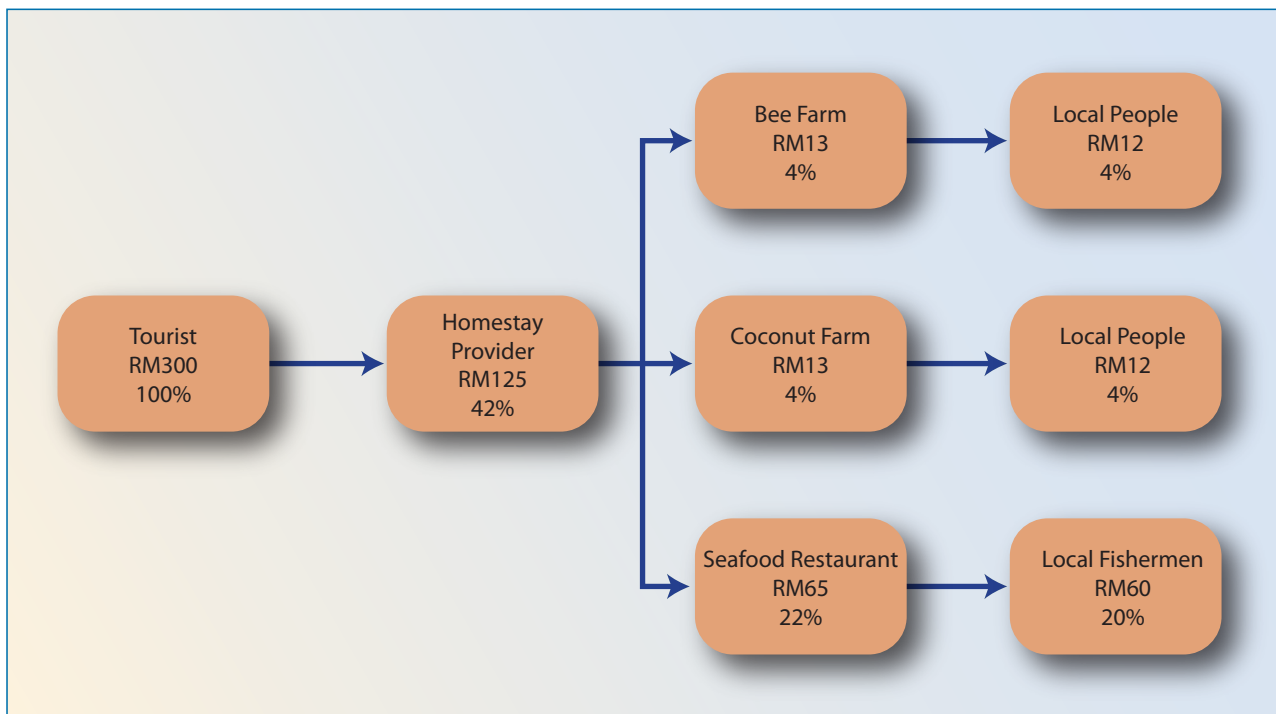 Tourist
RM300
100%
Homestay
Provider
RM125
42%
Bee Farm
RM13
4%
Local People
RM12
4%
Coconut Farm
RM13
4%
Local People
RM12
4%
Seafood Restaurant
RM65
22%
Local Fishermen
RM60
20%